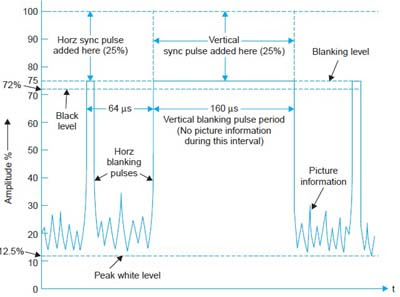 100
Horz sync pulse
added here (25%)
Vertical
sync pulse added here (25%)
Blanking level
80
75
72%
70
Black
level
64 µs
160 µs
Vertical blanking pulse period
(No picture information
during this interval)
60
50
Horz
blanking
pulses
Amplitude %
40
Picture
information
30
20
12.5%
10
Peak white level
0
t